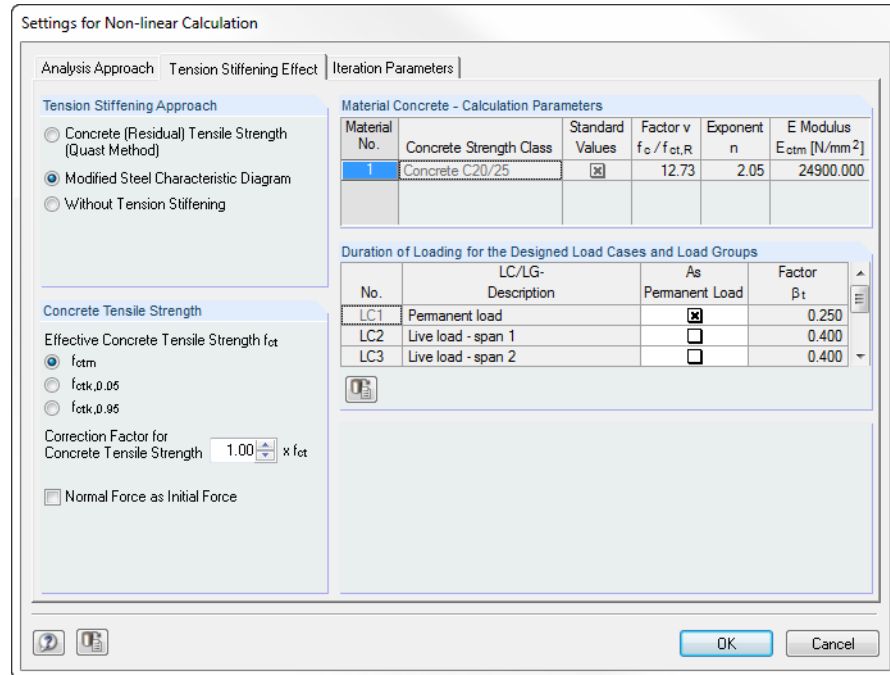 Settings for Non-linear Calculation
Analysis Approach Tension Stiffening Effect Iteration Parameters
Tension Stiffening Approach
Concrete (Residual) Tensile Strength
(Quast Method)
Modified Steel Characteristic Diagram
Without Tension Stiffening
Concrete Tensile Strength
Effective Concrete Tensile Strength fct
fctm
fctk,0.05
fctk,0.95
Correction Factor for
Concrete Tensile Strength 1.00 x fct
Normal Force as Initial Force
Material Concrete - Calculation Parameters
Material Standard Factor v Exponent E Modulus
No. Concrete Strength Class Values fc / fct,R n Ectm [N/mm2]
1 Concrete C20/25 12.73 2.05 24900.000
Duration of Loading for the Designed Load Cases and Load Groups
LC/LG- As Factor
No. Description Permanent Load βt
LC1 Permanent load 0.250
LC2 Live load - span 1 0.400
LC3 Live load - span 2 0.400
OK Cancel